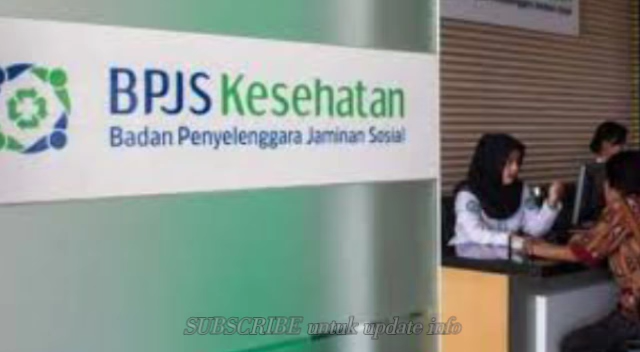 BPJS Kesehatan
Badan Penyelenggara Jaminan Sosial
SUBSCRIBE untuk update info